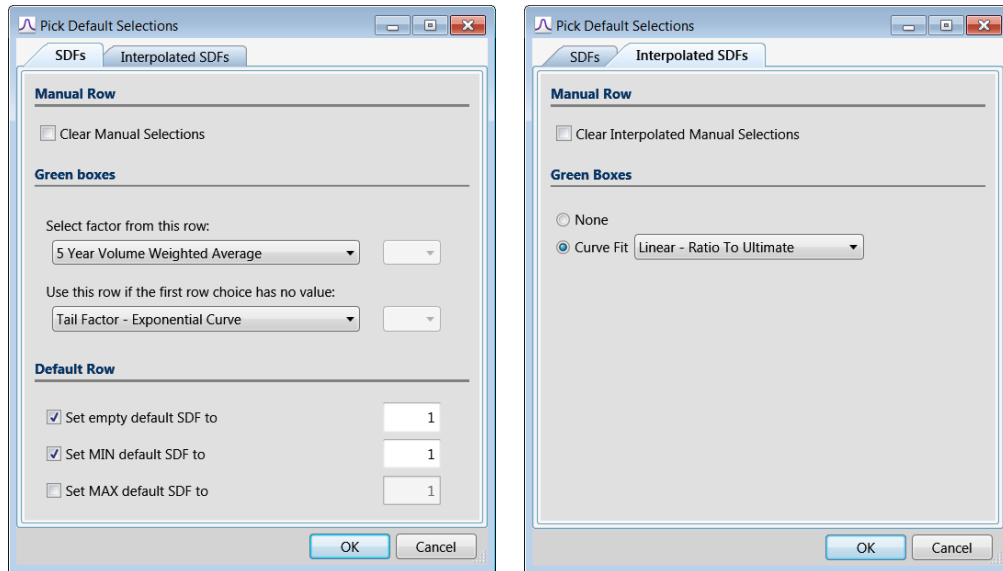 Pick Default Selections
SDFs
Interpolated SDFs
Manual Row
Clear Manual Selections
Green boxes
Select factor from this row:
5 Year Volume Weighted Average
Use this row if the first row choice has no value:
Tail Factor - Exponential Curve
Default Row
Set empty default SDF to 1
Set MIN default SDF to 1
Set MAX default SDF to 1
OK Cancel
Pick Default Selections
SDFs
Interpolated SDFs
Manual Row
Clear Interpolated Manual Selections
Green Boxes
None
Curve Fit Linear - Ratio To Ultimate
OK Cancel